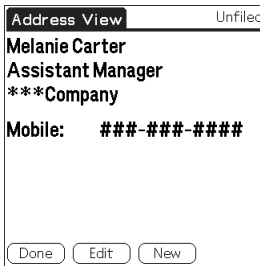 Address View Unfiled
Melanie Carter
Assistant Manager
***Company
Mobile: ###-###-####
Done Edit New